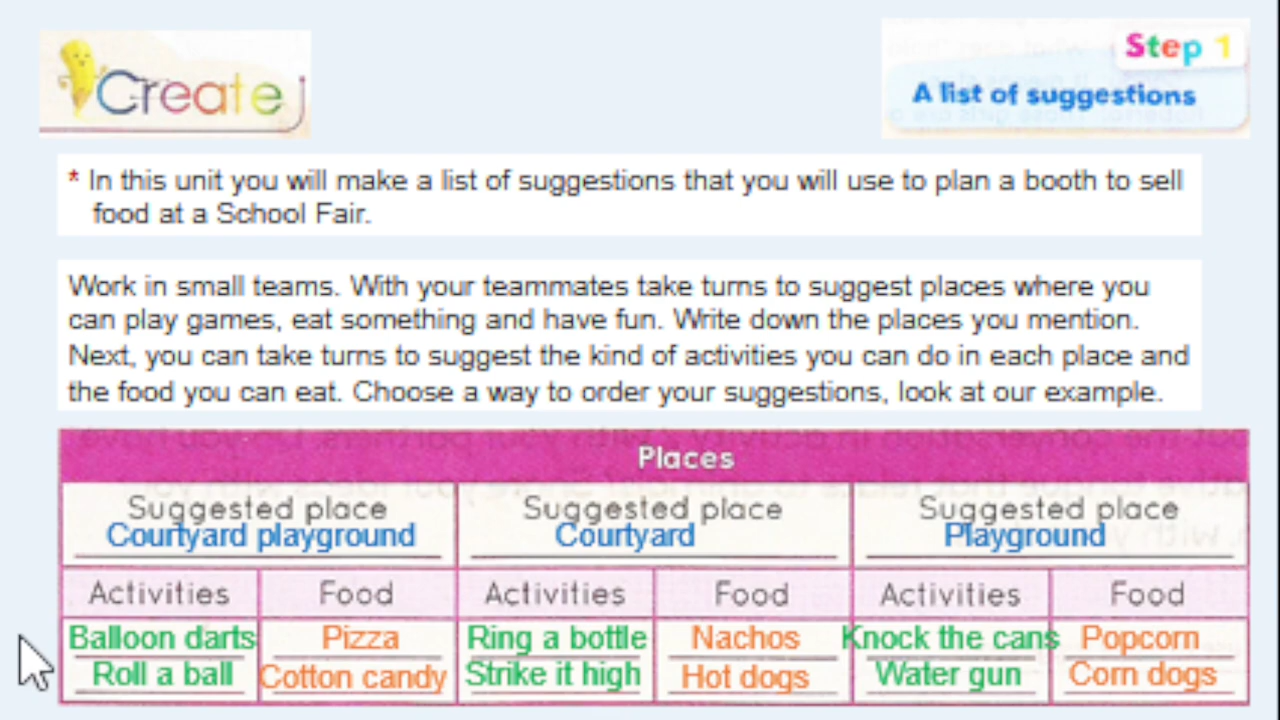 Create
Step 1
A list of suggestions
* In this unit you will make a list of suggestions that you will use to plan a booth to sell
food at a School Fair.
Work in small teams. With your teammates take turns to suggest places where you
can play games, eat something and have fun. Write down the places you mention.
Next, you can take turns to suggest the kind of activities you can do in each place and
the food you can eat. Choose a way to order your suggestions, look at our example.
Places
Suggested place Suggested place Suggested place
Courtyard playground Courtyard Playground
Activities Food Activities Food Activities Food
Balloon darts Pizza Ring a bottle Nachos Knock the cans Popcorn
Roll a ball Cotton candy Strike it high Hot dogs Water gun Corn dogs